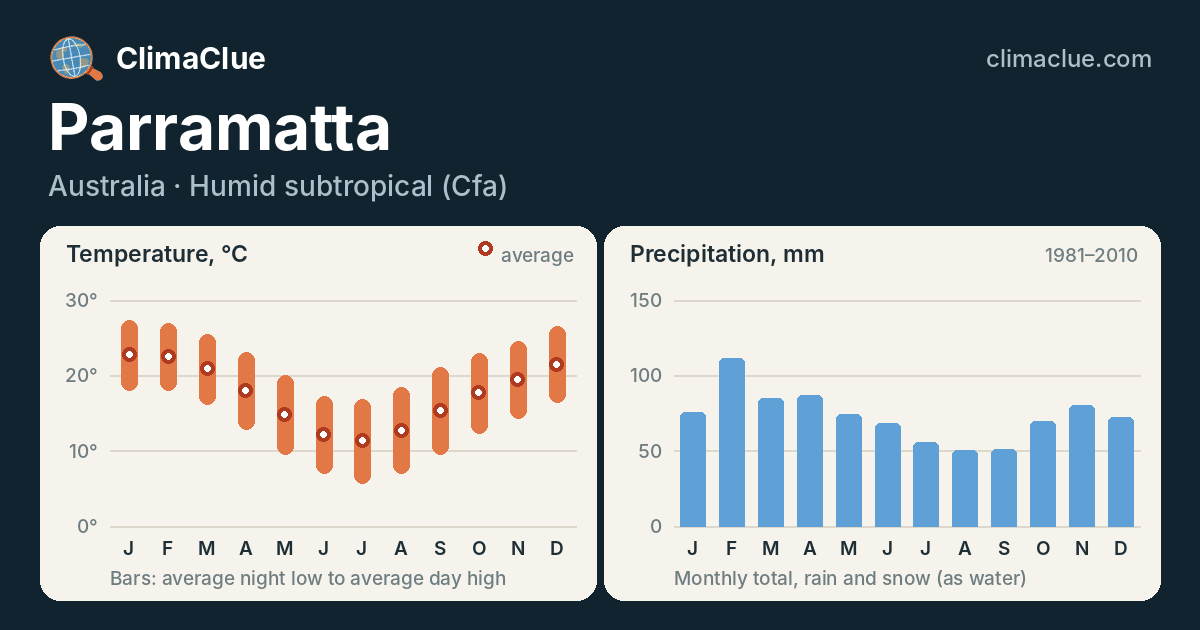 ClimaClue
climaclue.com
Parramatta
Australia · Humid subtropical (Cfa)
Temperature, °C
average
30°
20°
10°
0°
J F M A M J J A S O N D
Bars: average night low to average day high
Precipitation, mm
1981–2010
150
100
50
0
J F M A M J J A S O N D
Monthly total, rain and snow (as water)